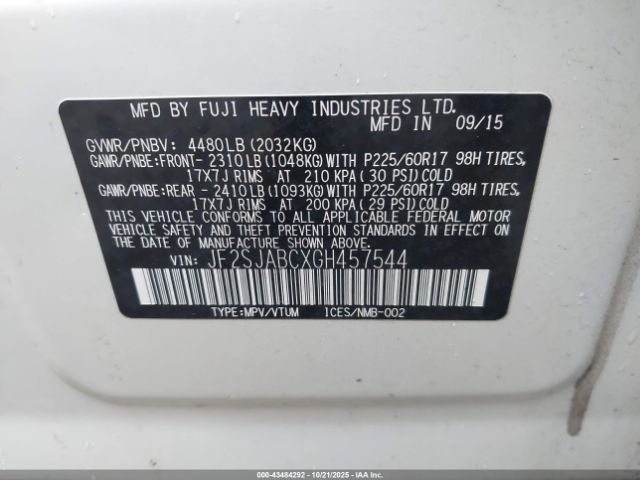 MFD BY FUJI HEAVY INDUSTRIES LTD.
MFD IN 09/15
GVWR/PNBV: 4480LB(2032KG)
GAWR/PNBE:FRONT- 2310LB(1048KG)WITH P225/60R17 98H TIRES,
17X7J RIMS AT 210 KPA(30 PSI)COLD
GAWR/PNBE:REAR - 2410LB(1093KG)WITH P225/60R17 98H TIRES,
17X7J RIMS AT 200 KPA(29 PSI)COLD
THIS VEHICLE CONFORMS TO ALL APPLICABLE FEDERAL MOTOR
VEHICLE SAFETY AND THEFT PREVENTION STANDARDS IN EFFECT ON
THE DATE OF MANUFACTURE SHOWN ABOVE.
VIN: JF2SJABCXGH457544
TYPE:MPV/VTUM ICES/NMB-002
000-43484292 - 10/21/2025 - IAA Inc.